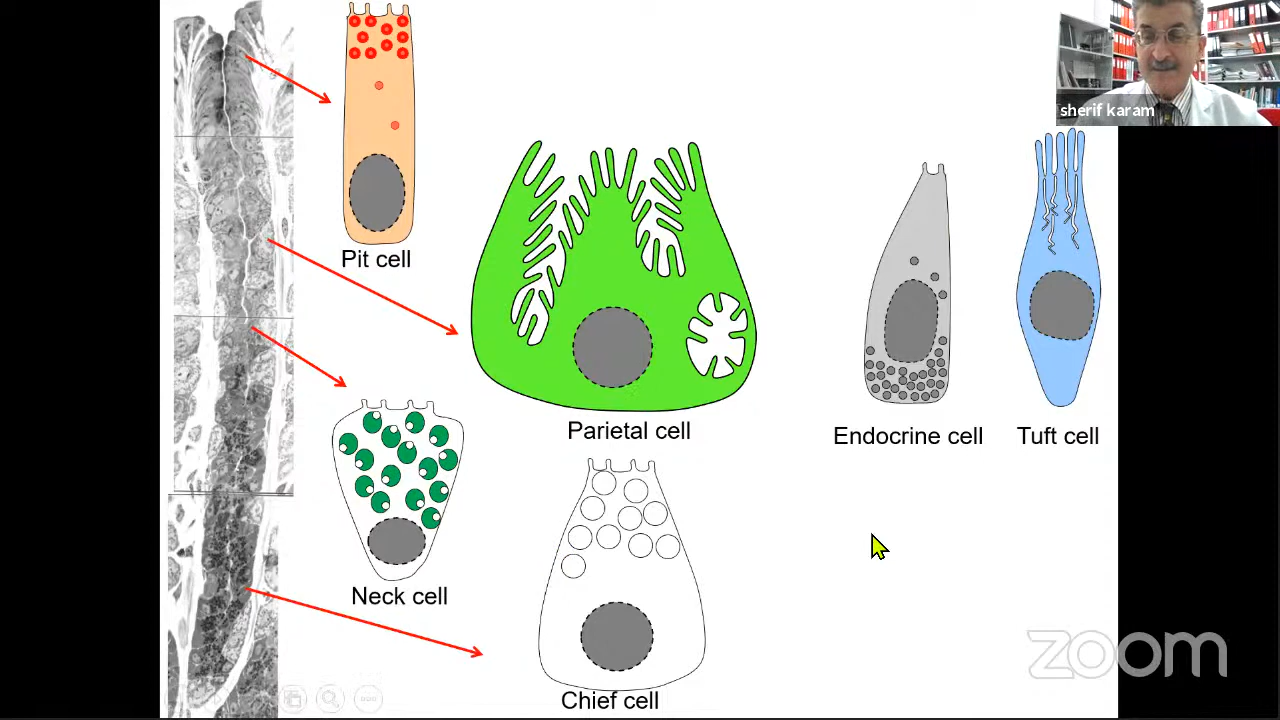 sherif karam
Pit cell
Parietal cell
Endocrine cell
Tuft cell
Neck cell
Chief cell
zoom